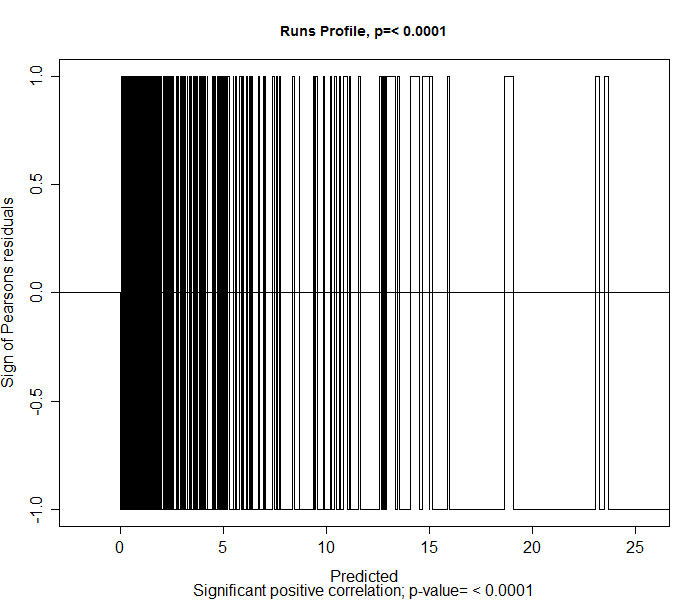 Runs Profile, p=< 0.0001
1.0
0.5
0.0
-0.5
-1.0
Sign of Pearsons residuals
0 5 10 15 20 25
Predicted
Significant positive correlation; p-value= < 0.0001